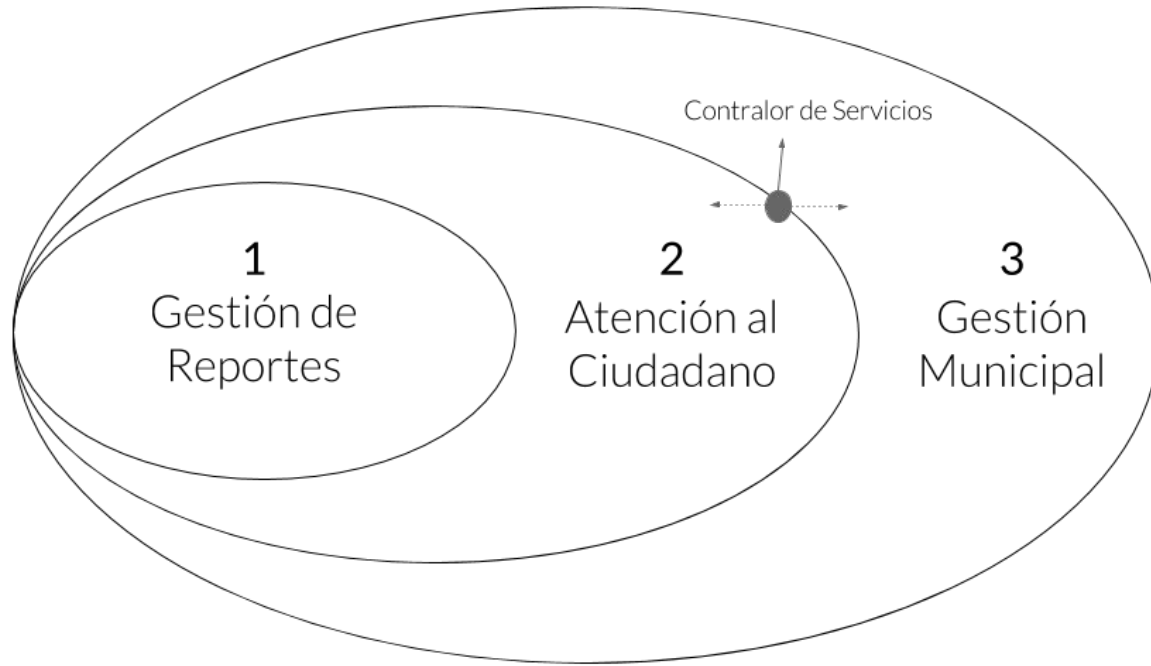 Contralor de Servicios
1
Gestión de
Reportes
2
Atención al
Ciudadano
3
Gestión
Municipal